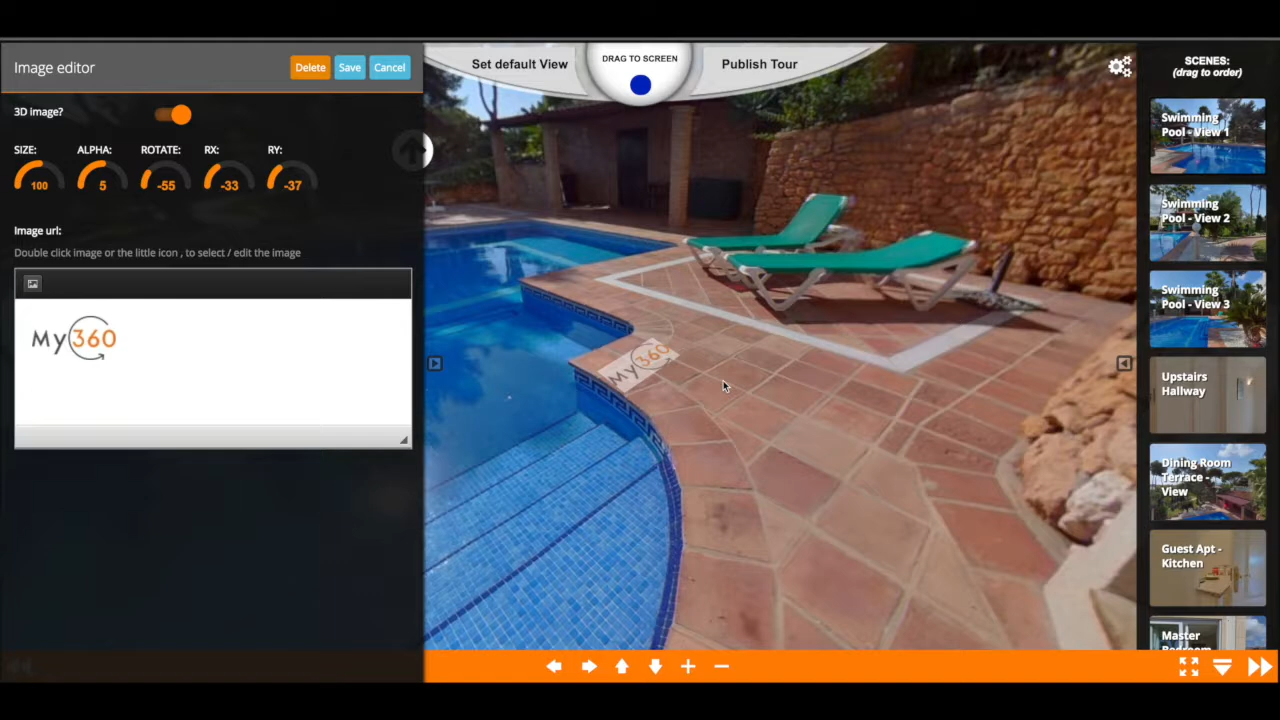 Image editor
Delete
Save
Cancel
3D image?
SIZE:
ALPHA:
ROTATE:
RX:
RY:
100
5
-55
-33
-37
Image url:
Double click image or the little icon , to select / edit the image
My360
Set default View
DRAG TO SCREEN
Publish Tour
My360
SCENES:
(drag to order)
Swimming
Pool - View 1
Swimming
Pool - View 2
Swimming
Pool - View 3
Upstairs
Hallway
Dining Room
Terrace -
View
Guest Apt -
Kitchen
Master
Bedroom